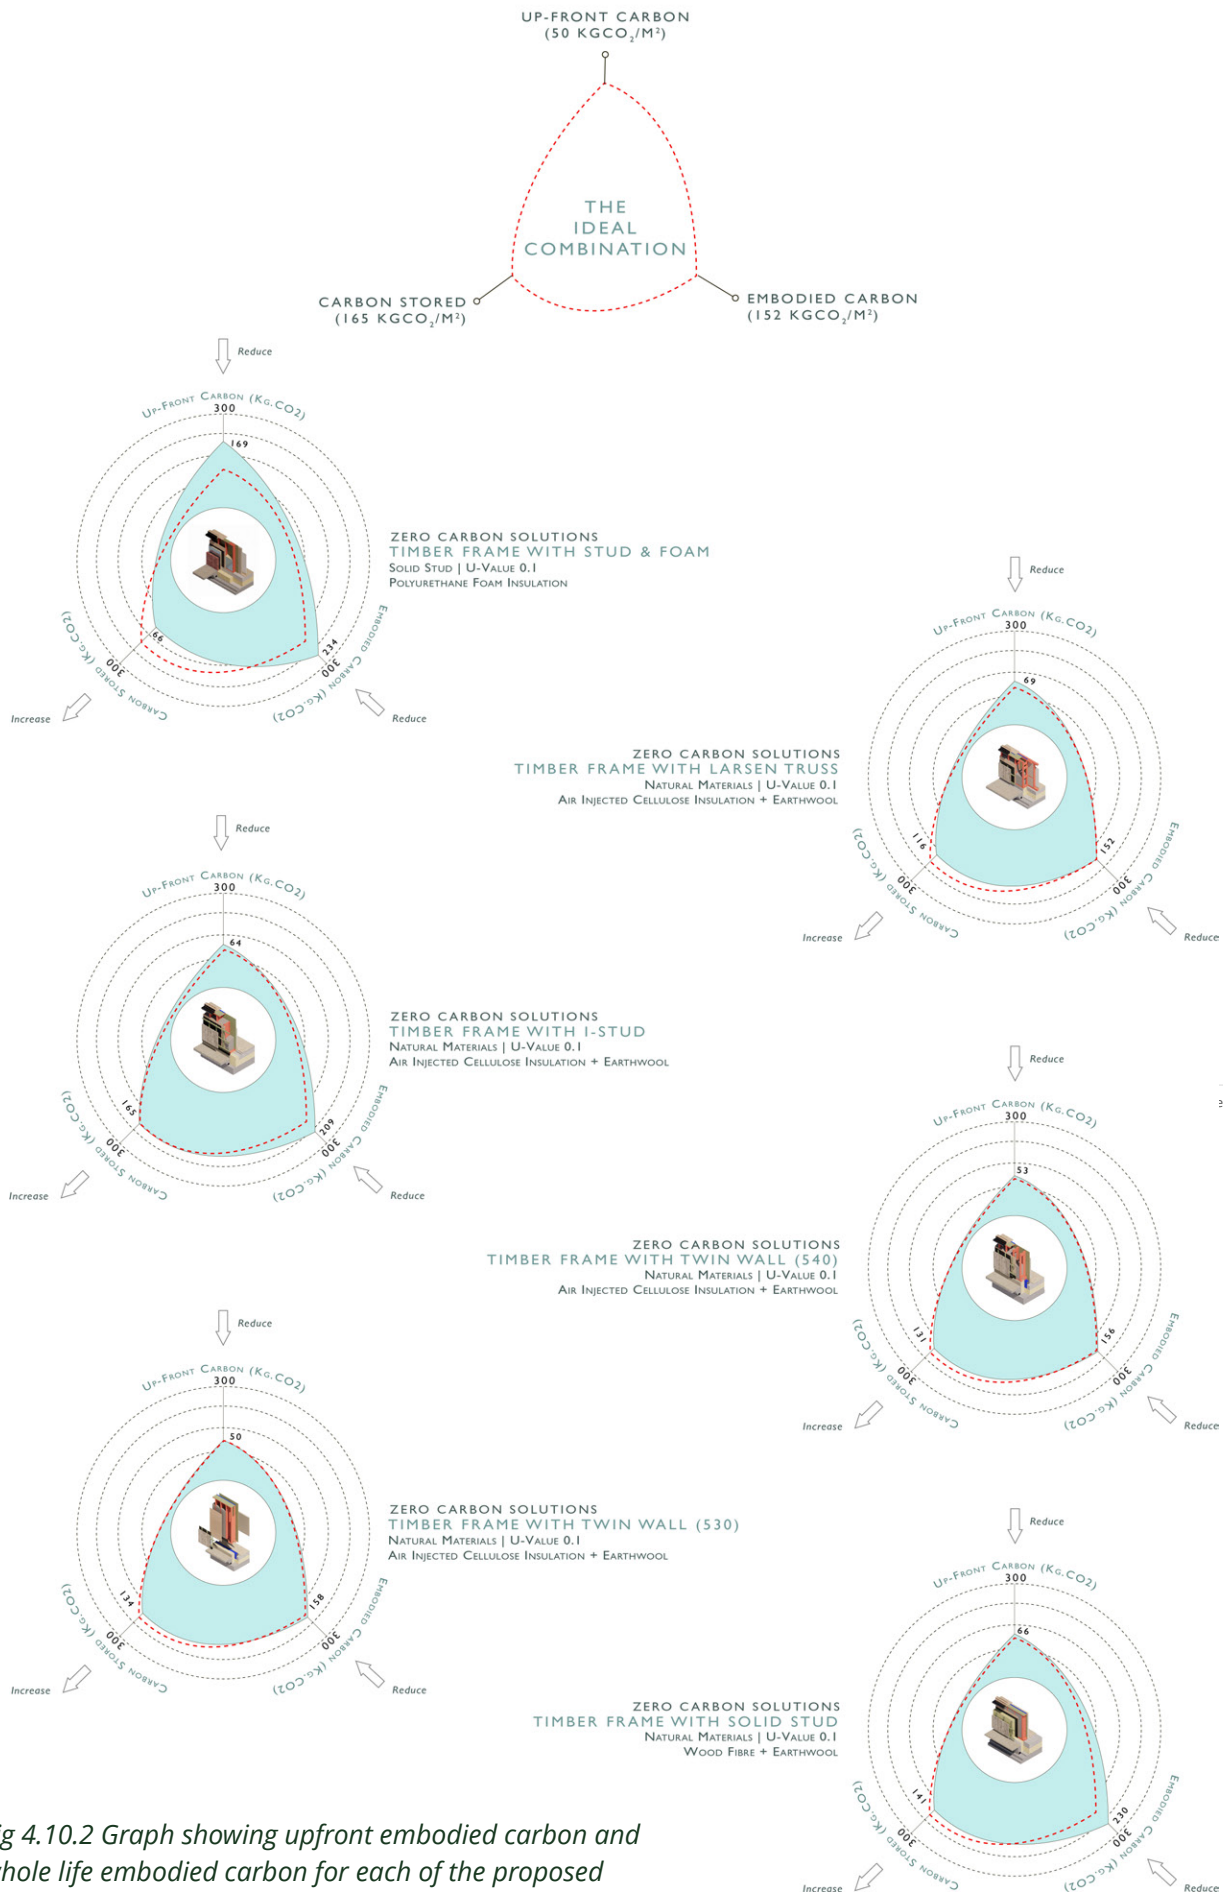 UP-FRONT CARBON
(50 KGCO₂/M²)
THE
IDEAL
COMBINATION
CARBON STORED
(165 KGCO₂/M²)
EMBODIED CARBON
(152 KGCO₂/M²)
Reduce
UP-FRONT CARBON (KG.CO2)
300
169
66
234
300
300
CARBON STORED (KG.CO2)
EMBODIED CARBON (KG.CO2)
Increase
Reduce
ZERO CARBON SOLUTIONS
TIMBER FRAME WITH STUD & FOAM
SOLID STUD | U-VALUE 0.1
POLYURETHANE FOAM INSULATION
Reduce
UP-FRONT CARBON (KG.CO2)
300
69
116
152
300
300
CARBON STORED (KG.CO2)
EMBODIED CARBON (KG.CO2)
Increase
Reduce
ZERO CARBON SOLUTIONS
TIMBER FRAME WITH LARSEN TRUSS
NATURAL MATERIALS | U-VALUE 0.1
AIR INJECTED CELLULOSE INSULATION + EARTHWOOL
Reduce
UP-FRONT CARBON (KG.CO2)
300
64
165
209
300
300
CARBON STORED (KG.CO2)
EMBODIED CARBON (KG.CO2)
Increase
Reduce
ZERO CARBON SOLUTIONS
TIMBER FRAME WITH I-STUD
NATURAL MATERIALS | U-VALUE 0.1
AIR INJECTED CELLULOSE INSULATION + EARTHWOOL
Reduce
UP-FRONT CARBON (KG.CO2)
300
53
131
156
300
300
CARBON STORED (KG.CO2)
EMBODIED CARBON (KG.CO2)
Increase
Reduce
ZERO CARBON SOLUTIONS
TIMBER FRAME WITH TWIN WALL (540)
NATURAL MATERIALS | U-VALUE 0.1
AIR INJECTED CELLULOSE INSULATION + EARTHWOOL
Reduce
UP-FRONT CARBON (KG.CO2)
300
50
134
158
300
300
CARBON STORED (KG.CO2)
EMBODIED CARBON (KG.CO2)
Increase
Reduce
ZERO CARBON SOLUTIONS
TIMBER FRAME WITH TWIN WALL (530)
NATURAL MATERIALS | U-VALUE 0.1
AIR INJECTED CELLULOSE INSULATION + EARTHWOOL
Reduce
UP-FRONT CARBON (KG.CO2)
300
66
141
230
300
300
CARBON STORED (KG.CO2)
EMBODIED CARBON (KG.CO2)
Increase
Reduce
ZERO CARBON SOLUTIONS
TIMBER FRAME WITH SOLID STUD
NATURAL MATERIALS | U-VALUE 0.1
WOOD FIBRE + EARTHWOOL
ig 4.10.2 Graph showing upfront embodied carbon and
hole life embodied carbon for each of the proposed